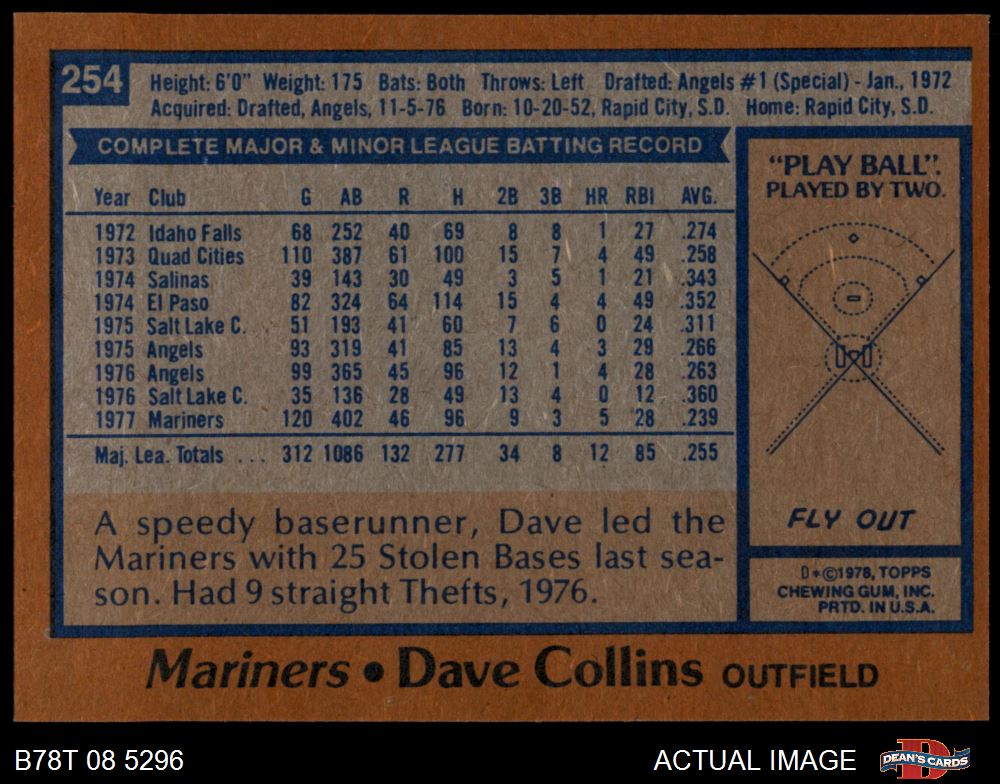 254
Height: 6'0" Weight: 175 Bats: Both Throws: Left Drafted: Angels #1 (Special) - Jan., 1972
Acquired: Drafted, Angels, 11-5-76 Born: 10-20-52, Rapid City, S.D. Home: Rapid City, S.D.
COMPLETE MAJOR & MINOR LEAGUE BATTING RECORD
Year Club G AB R H 2B 3B HR RBI AVG.
1972 Idaho Falls 68 252 40 69 8 8 1 27 .274
1973 Quad Cities 110 387 61 100 15 7 4 49 .258
1974 Salinas 39 143 30 49 3 5 1 21 .343
1974 El Paso 82 324 64 114 15 4 4 49 .352
1975 Salt Lake C. 51 193 41 60 7 6 0 24 .311
1975 Angels 93 319 41 85 13 4 3 29 .266
1976 Angels 99 365 45 96 12 1 4 28 .263
1976 Salt Lake C. 35 136 28 49 13 4 0 12 .360
1977 Mariners 120 402 46 96 9 3 5 28 .239
Maj. Lea. Totals ... 312 1086 132 277 34 8 12 85 .255
A speedy baserunner, Dave led the
Mariners with 25 Stolen Bases last sea-
son. Had 9 straight Thefts, 1976.
"PLAY BALL".
PLAYED BY TWO.
FLY OUT
D*©1978, TOPPS
CHEWING GUM, INC.
PRTD. IN U.S.A.
Mariners • Dave Collins OUTFIELD
B78T 08 5296
ACTUAL IMAGE
DEAN'S CARDS